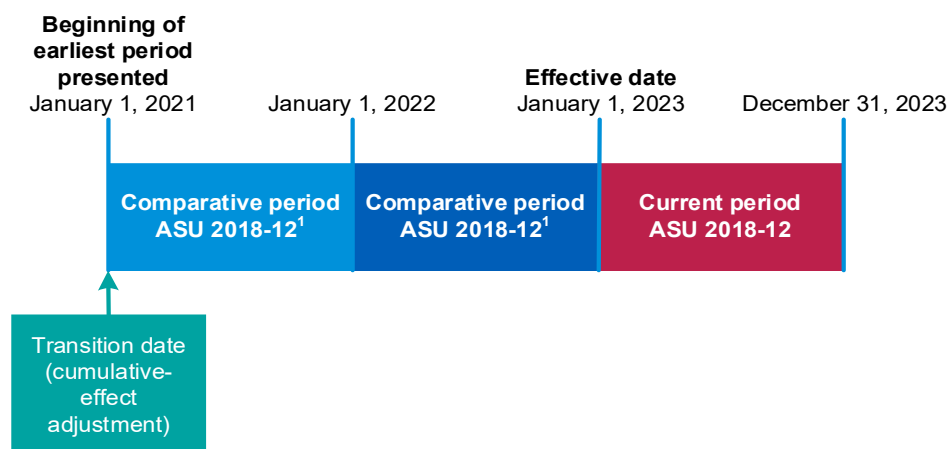 Beginning of
earliest period
presented
January 1, 2021
January 1, 2022
Effective date
January 1, 2023
December 31, 2023
Comparative period
ASU 2018-12¹
Comparative period
ASU 2018-12¹
Current period
ASU 2018-12
Transition date
(cumulative-
effect
adjustment)